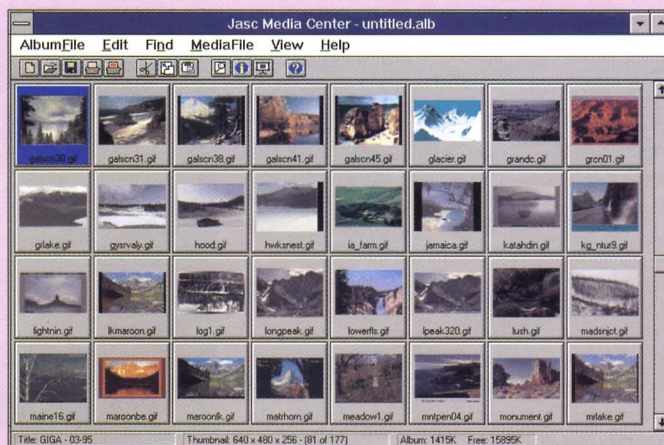 Jasc Media Center - untitled.alb
AlbumFile Edit Find MediaFile View Help
galscn30.gif galscn31.gif galscn38.gif galscn41.gif galscn45.gif glacier.gif grandc.gif grcn01.gif
grlake.gif gysrvaly.gif hood.gif hwksnest.gif ia_farm.gif jamaica.gif katahdin.gif kg_ntur9.gif
lightnin.gif lkmaroon.gif log1.gif longpeak.gif lowerfls.gif lpeak320.gif lush.gif madsnjct.gif
maine16.gif maroonbe.gif maroonlk.gif matrhorn.gif meadow1.gif mntpen04.gif monument.gif mrlake.gif
Title: GIGA - 03-95 Thumbnail: 640 x 480 x 256 - (81 of 177) Album: 1415K Free: 15895K